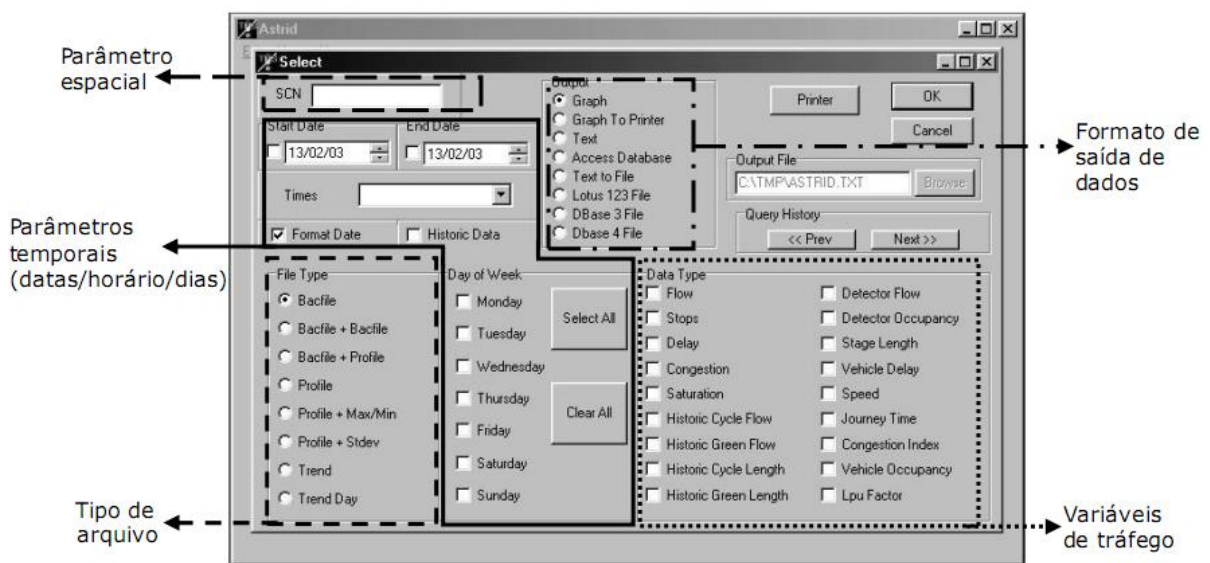 Astrid
Select
Parâmetro
espacial
SCN
Start Date
End Date
13/02/03
13/02/03
Times
Format Date
Historic Data
Output
Graph
Graph To Printer
Text
Access Database
Text to File
Lotus 123 File
DBase 3 File
Dbase 4 File
Printer
OK
Cancel
Output File
C:\TMP\ASTRID.TXT
Browse
Query History
<< Prev
Next >>
Formato de
saída de
dados
Parâmetros
temporais
(datas/horário/dias)
File Type
Bacfile
Bacfile + Bacfile
Bacfile + Profile
Profile
Profile + Max/Min
Profile + Stdev
Trend
Trend Day
Day of Week
Monday
Tuesday
Wednesday
Thursday
Friday
Saturday
Sunday
Select All
Clear All
Data Type
Flow
Stops
Delay
Congestion
Saturation
Historic Cycle Flow
Historic Green Flow
Historic Cycle Length
Historic Green Length
Detector Flow
Detector Occupancy
Stage Length
Vehicle Delay
Speed
Journey Time
Congestion Index
Vehicle Occupancy
Lpu Factor
Tipo de
arquivo
Variáveis
de tráfego